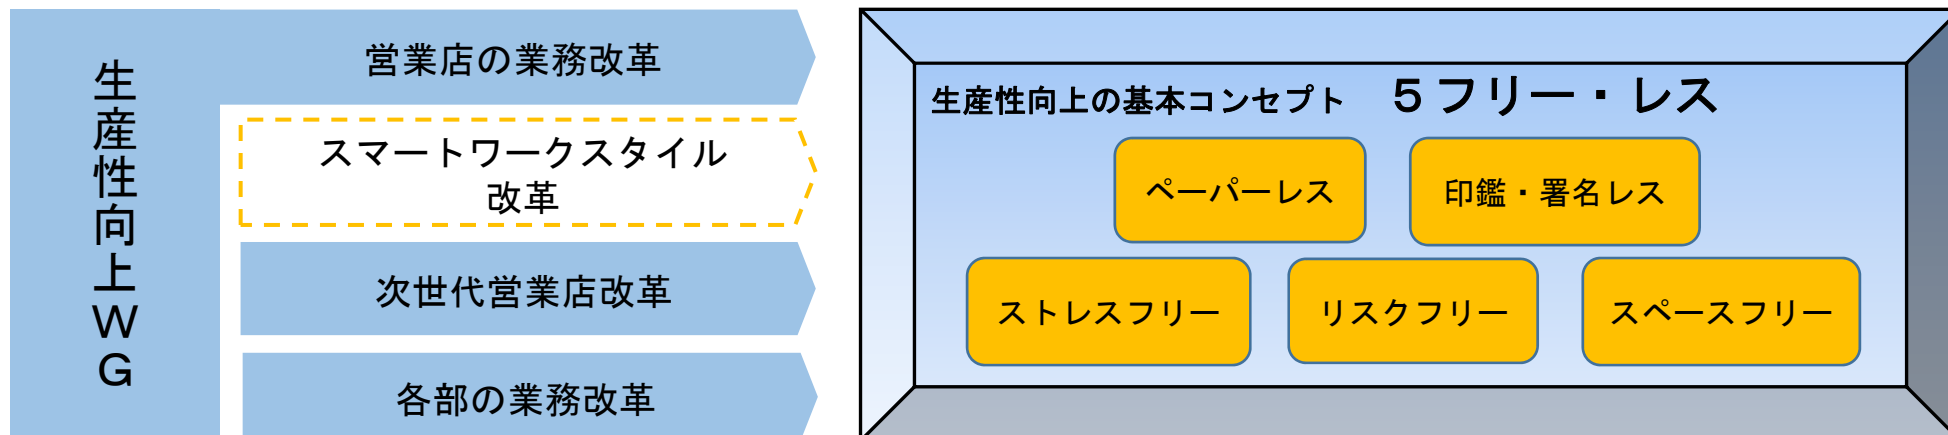 生産性向上WG
営業店の業務改革
スマートワークスタイル
改革
次世代営業店改革
各部の業務改革
生産性向上の基本コンセプト　５フリー・レス
ペーパーレス
印鑑・署名レス
ストレスフリー
リスクフリー
スペースフリー